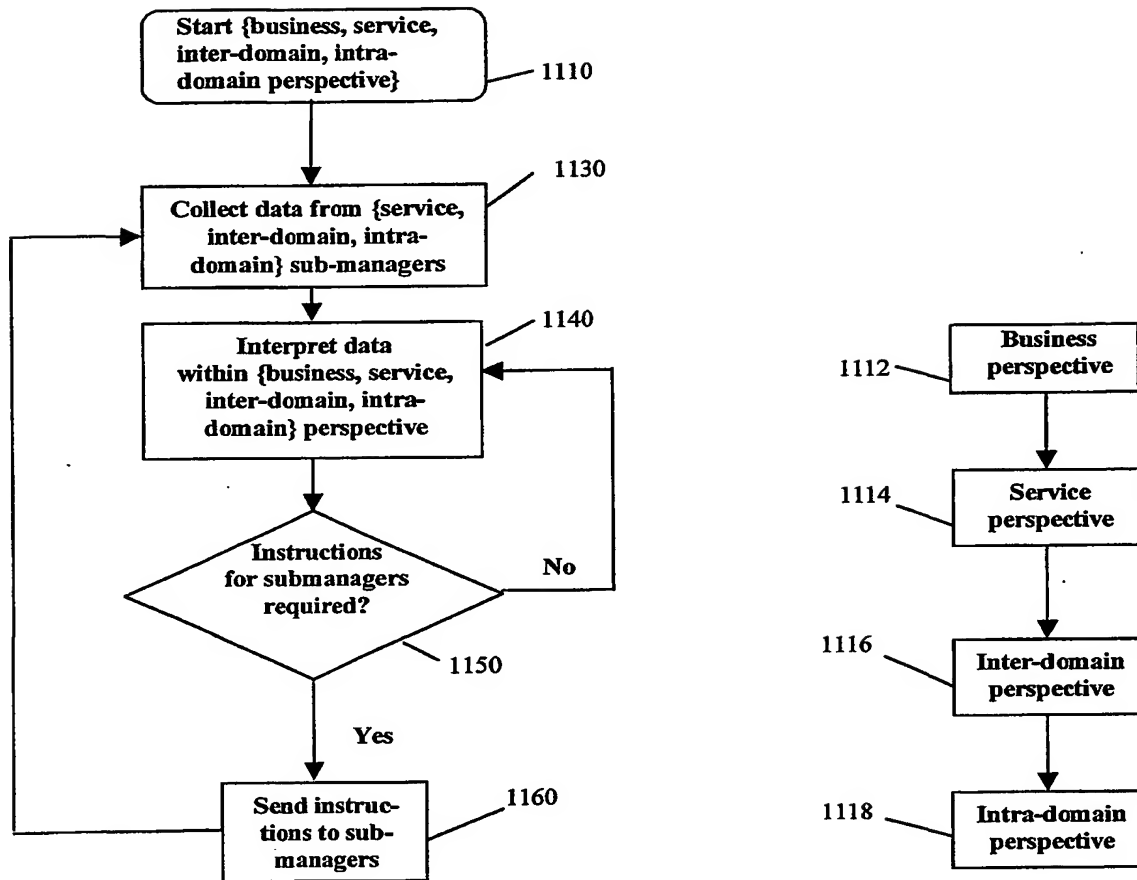 Start {business, service,
inter-domain, intra-
domain perspective}
1110
1130
Collect data from {service,
inter-domain, intra-
domain} sub-managers
1140
Interpret data
within {business, service,
inter-domain, intra-
domain} perspective
Instructions
for submanagers
required?
No
1150
Yes
1160
Send instruc-
tions to sub-
managers
Business
perspective
1112
1114
Service
perspective
1116
Inter-domain
perspective
1118
Intra-domain
perspective